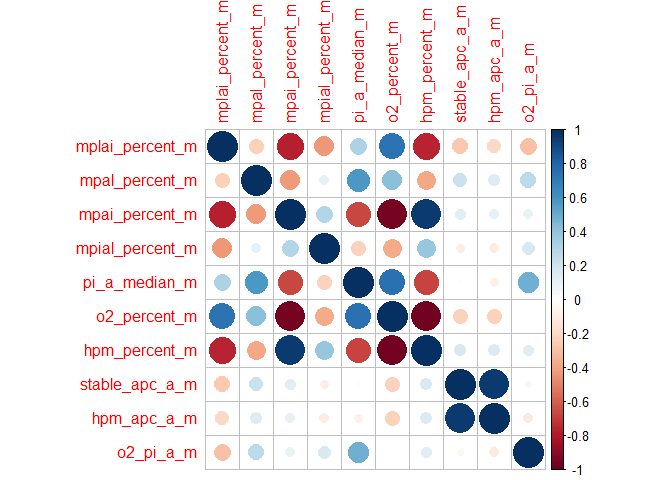 mplai_percent_m
mpal_percent_m
mpai_percent_m
mpial_percent_m
pi_a_median_m
o2_percent_m
hpm_percent_m
stable_apc_a_m
hpm_apc_a_m
o2_pi_a_m
mplai_percent_m
mpal_percent_m
mpai_percent_m
mpial_percent_m
pi_a_median_m
o2_percent_m
hpm_percent_m
stable_apc_a_m
hpm_apc_a_m
o2_pi_a_m
1
0.8
0.6
0.4
0.2
0
-0.2
-0.4
-0.6
-0.8
-1